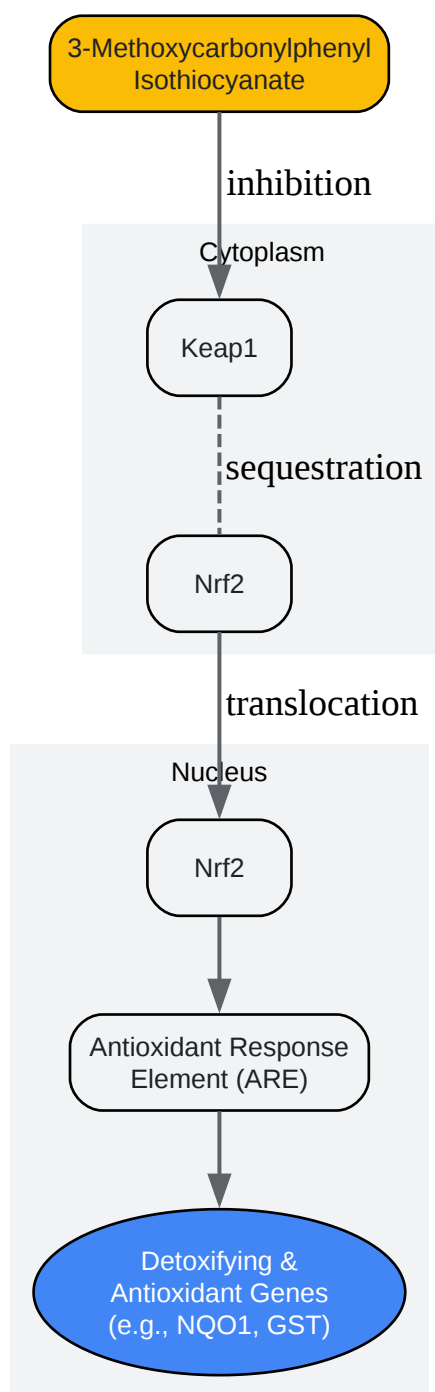 3-Methoxycarbonylphenyl
Isothiocyanate
inhibition
Cytoplasm
Keap1
sequestration
Nrf2
translocation
Nucleus
Nrf2
Antioxidant Response
Element (ARE)
Detoxifying &
Antioxidant Genes
(e.g., NQO1, GST)